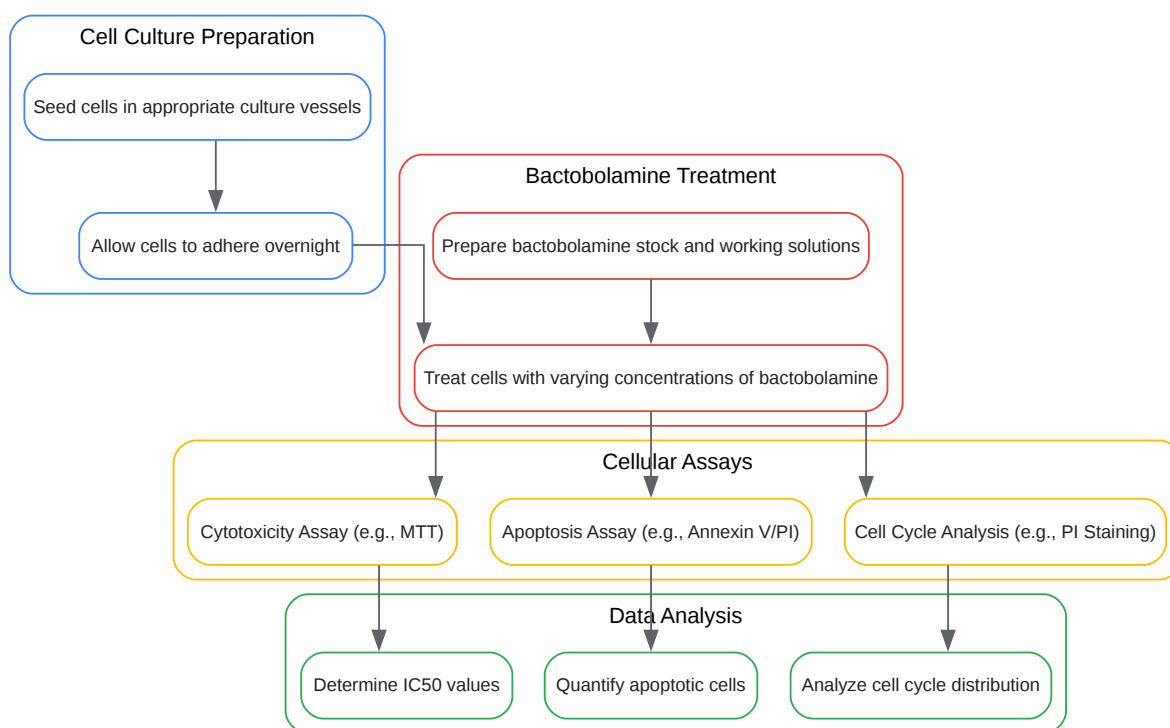 Cell Culture Preparation
Seed cells in appropriate culture vessels
Allow cells to adhere overnight
Bactobolamine Treatment
Prepare bactobolamine stock and working solutions
Treat cells with varying concentrations of bactobolamine
Cellular Assays
Cytotoxicity Assay (e.g., MTT)
Apoptosis Assay (e.g., Annexin V/PI)
Cell Cycle Analysis (e.g., PI Staining)
Data Analysis
Determine IC50 values
Quantify apoptotic cells
Analyze cell cycle distribution